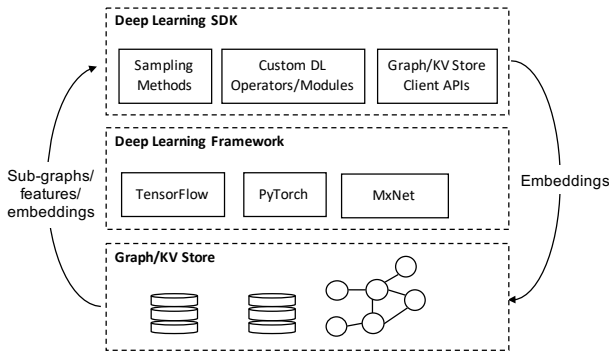 Deep Learning SDK
Sampling
Methods
Custom DL
Operators/Modules
Graph/KV Store
Client APIs
Deep Learning Framework
TensorFlow
PyTorch
MxNet
Sub-graphs/
features/
embeddings
Embeddings
Graph/KV Store